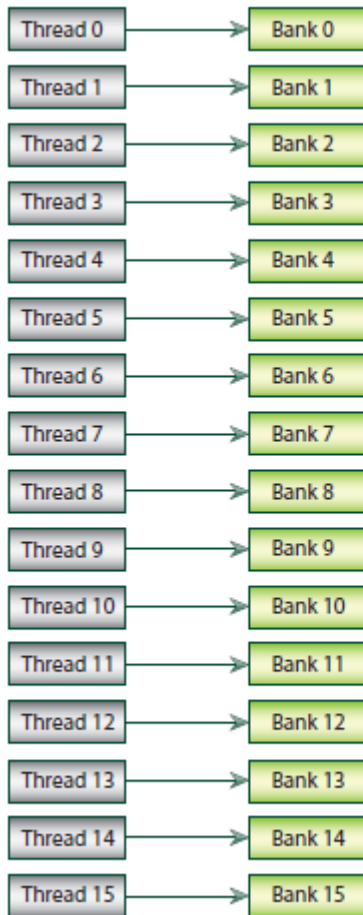 Thread 0 Bank 0
Thread 1 Bank 1
Thread 2 Bank 2
Thread 3 Bank 3
Thread 4 Bank 4
Thread 5 Bank 5
Thread 6 Bank 6
Thread 7 Bank 7
Thread 8 Bank 8
Thread 9 Bank 9
Thread 10 Bank 10
Thread 11 Bank 11
Thread 12 Bank 12
Thread 13 Bank 13
Thread 14 Bank 14
Thread 15 Bank 15